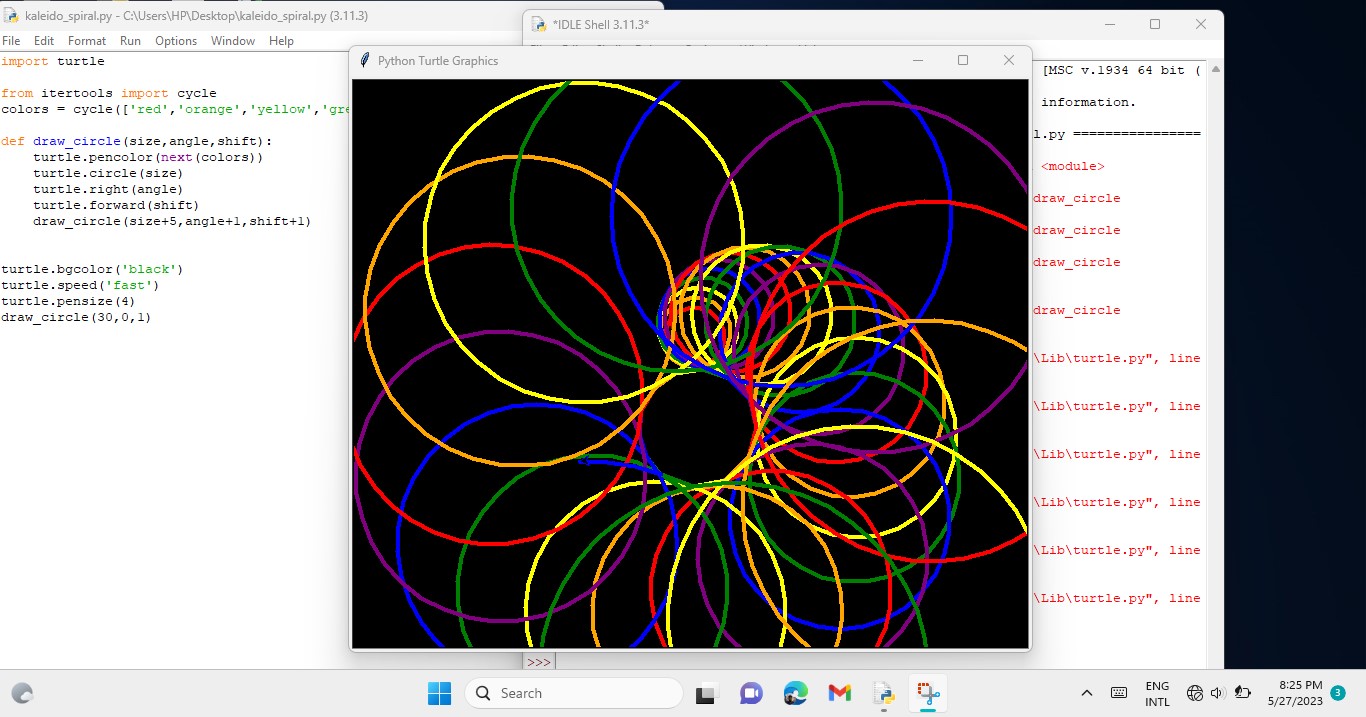 kaleido_spiral.py - C:\Users\HP\Desktop\kaleido_spiral.py (3.11.3)
File Edit Format Run Options Window Help
import turtle
from itertools import cycle
colors = cycle(['red','orange','yellow','gre
def draw_circle(size,angle,shift):
    turtle.pencolor(next(colors))
    turtle.circle(size)
    turtle.right(angle)
    turtle.forward(shift)
    draw_circle(size+5,angle+1,shift+1)
turtle.bgcolor('black')
turtle.speed('fast')
turtle.pensize(4)
draw_circle(30,0,1)
*IDLE Shell 3.11.3*
Python Turtle Graphics
[MSC v.1934 64 bit (
information.
l.py ================
<module>
draw_circle
draw_circle
draw_circle
draw_circle
\Lib\turtle.py", line
\Lib\turtle.py", line
\Lib\turtle.py", line
\Lib\turtle.py", line
\Lib\turtle.py", line
\Lib\turtle.py", line
>>>
Search
ENG
INTL
8:25 PM
5/27/2023
3